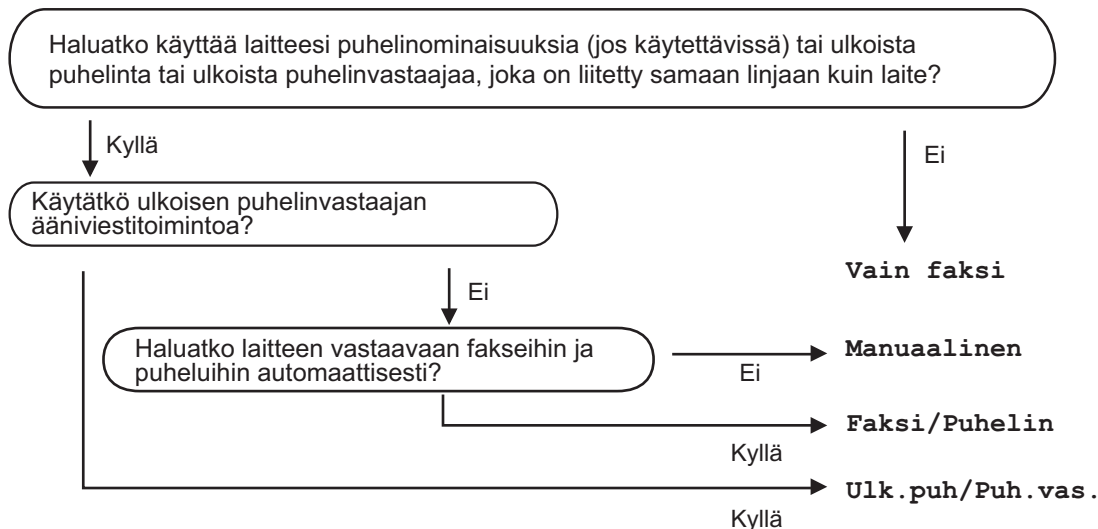 Haluatko käyttää laitteesi puhelinominaisuuksia (jos käytettävissä) tai ulkoista
puhelinta tai ulkoista puhelinvastaajaa, joka on liitetty samaan linjaan kuin laite?
Kyllä
Ei
Käytätkö ulkoisen puhelinvastaajan
ääniviestitoimintoa?
Vain faksi
Ei
Haluatko laitteen vastaavaan fakseihin ja
puheluihin automaattisesti?
Ei
Manuaalinen
Kyllä
Faksi/Puhelin
Kyllä
Ulk.puh/Puh.vas.